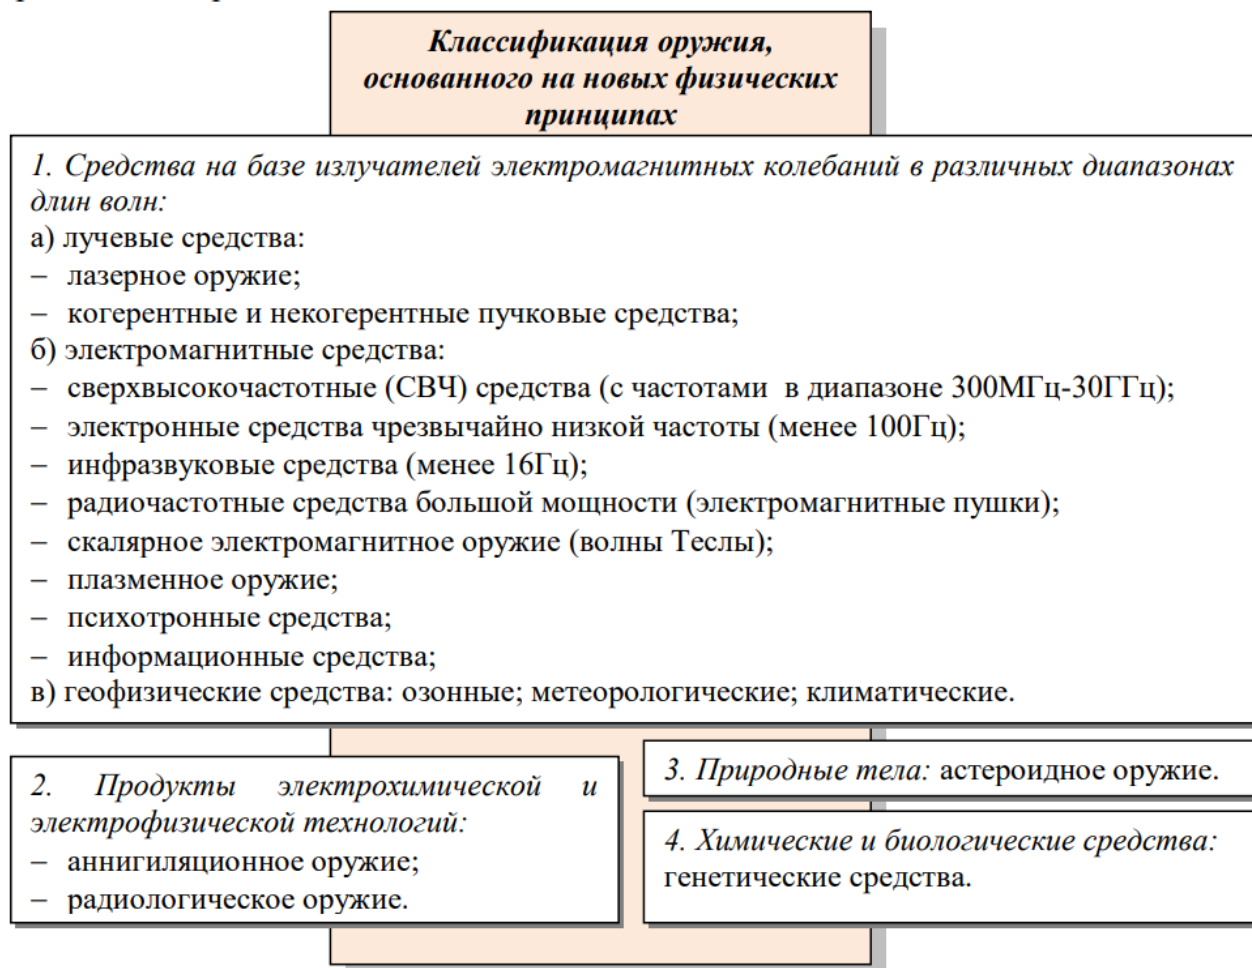 Классификация оружия,
основанного на новых физических
принципах
1. Средства на базе излучателей электромагнитных колебаний в различных диапазонах
длин волн:
а) лучевые средства:
– лазерное оружие;
– когерентные и некогерентные пучковые средства;
б) электромагнитные средства:
– сверхвысокочастотные (СВЧ) средства (с частотами в диапазоне 300МГц-30ГГц);
– электронные средства чрезвычайно низкой частоты (менее 100Гц);
– инфразвуковые средства (менее 16Гц);
– радиочастотные средства большой мощности (электромагнитные пушки);
– скалярное электромагнитное оружие (волны Теслы);
– плазменное оружие;
– психотронные средства;
– информационные средства;
в) геофизические средства: озонные; метеорологические; климатические.
2. Продукты электрохимической и
электрофизической технологий:
– аннигиляционное оружие;
– радиологическое оружие.
3. Природные тела: астероидное оружие.
4. Химические и биологические средства:
генетические средства.